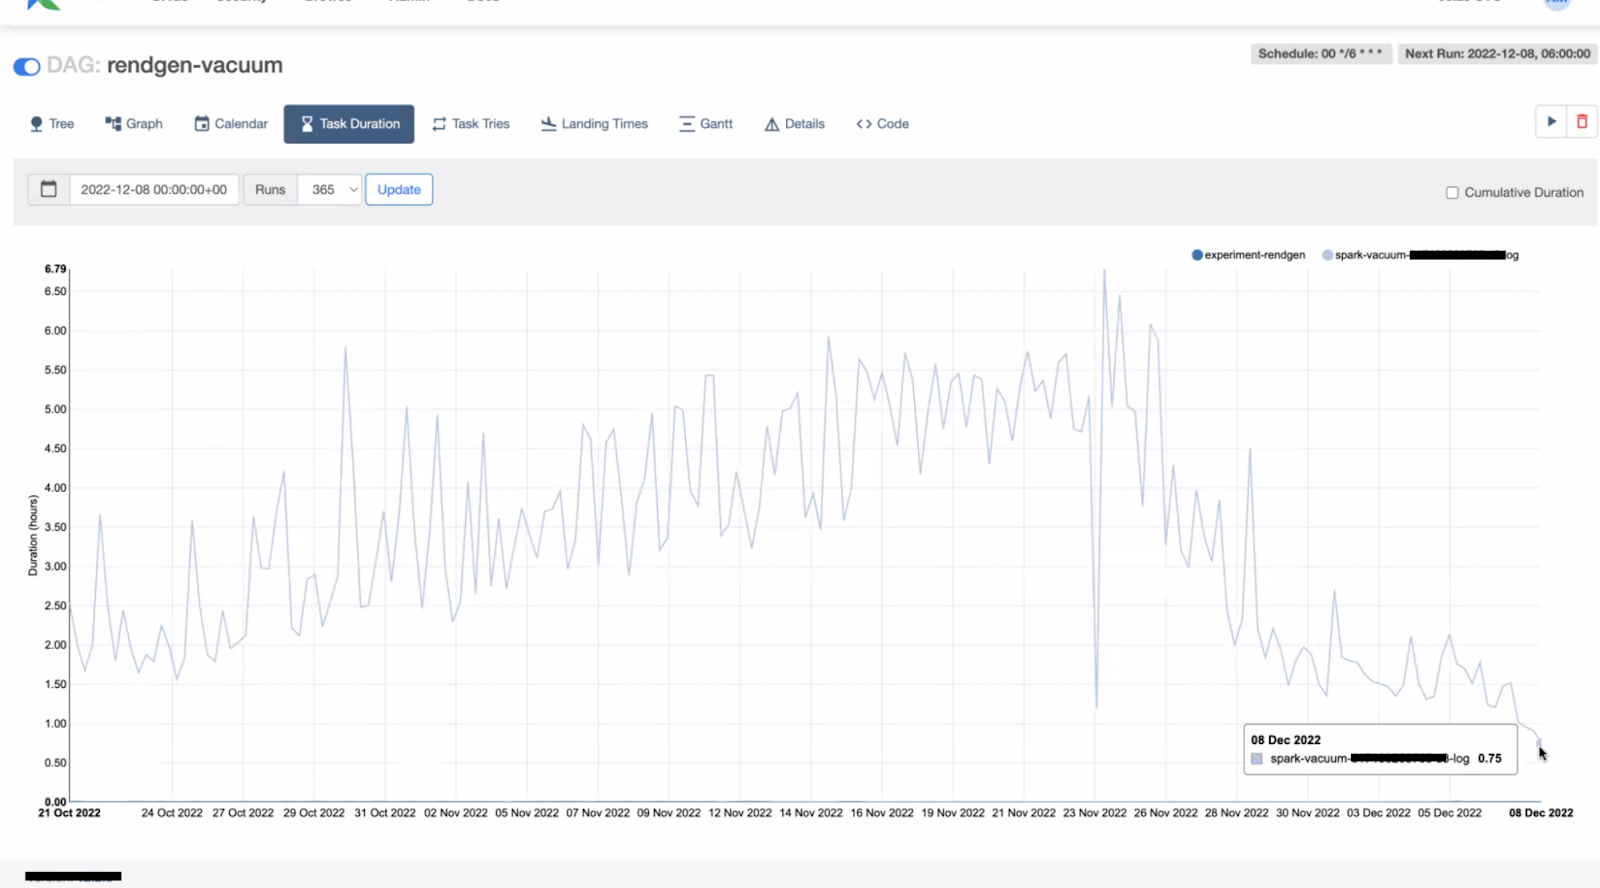 DAG: rendgen-vacuum
Schedule: 00 */6 * * *
Next Run: 2022-12-08, 06:00:00
Tree
Graph
Calendar
Task Duration
Task Tries
Landing Times
Gantt
Details
<> Code
2022-12-08 00:00:00+00
Runs
365
Update
Cumulative Duration
experiment-rendgen
spark-vacuum-
og
6.79
6.50
6.00
5.50
5.00
4.50
4.00
3.50
3.00
2.50
2.00
1.50
1.00
0.50
0.00
Duration (hours)
08 Dec 2022
spark-vacuum- -log 0.75
21 Oct 2022
24 Oct 2022
27 Oct 2022
29 Oct 2022
31 Oct 2022
02 Nov 2022
05 Nov 2022
07 Nov 2022
09 Nov 2022
12 Nov 2022
14 Nov 2022
16 Nov 2022
19 Nov 2022
21 Nov 2022
23 Nov 2022
26 Nov 2022
28 Nov 2022
30 Nov 2022
03 Dec 2022
05 Dec 2022
08 Dec 2022